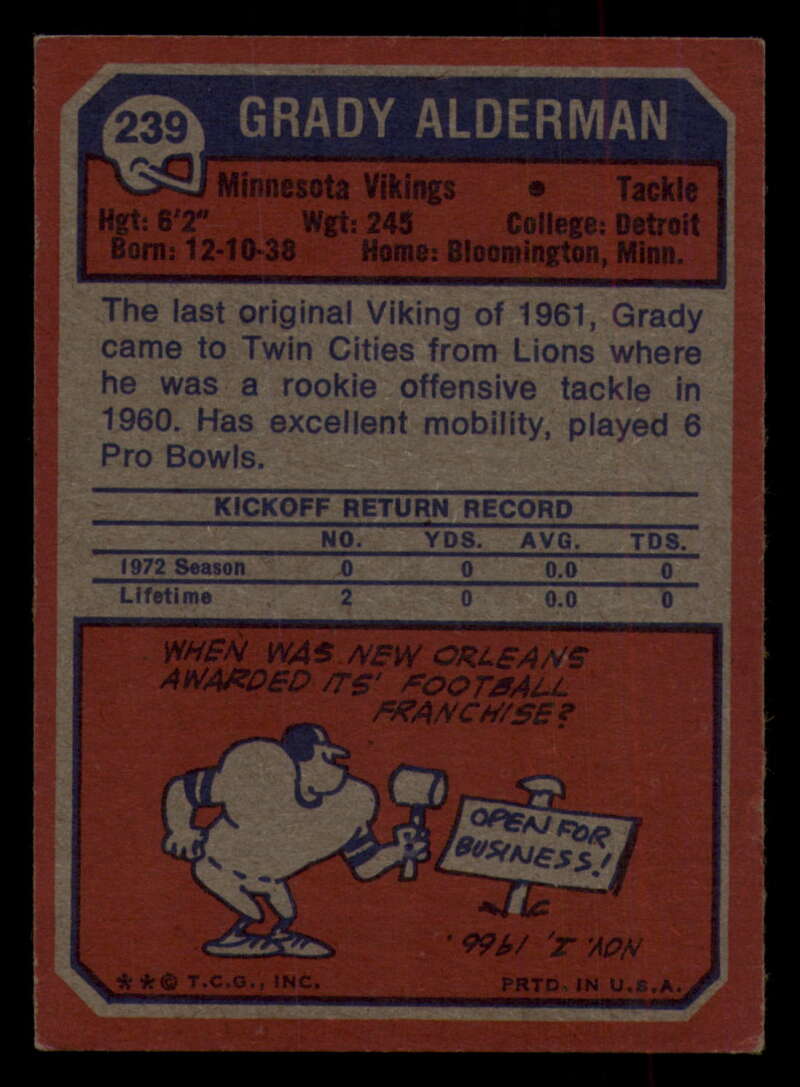 239
GRADY ALDERMAN
Minnesota Vikings • Tackle
Hgt: 6'2" Wgt: 245 College: Detroit
Born: 12-10-38 Home: Bloomington, Minn.
The last original Viking of 1961, Grady
came to Twin Cities from Lions where
he was a rookie offensive tackle in
1960. Has excellent mobility, played 6
Pro Bowls.
KICKOFF RETURN RECORD
NO. YDS. AVG. TDS.
1972 Season 0 0 0.0 0
Lifetime 2 0 0.0 0
WHEN WAS NEW ORLEANS
AWARDED ITS' FOOTBALL
FRANCHISE?
OPEN FOR
BUSINESS!
NOV. 1, 1966
**© T.C.G., INC. PRTD. IN U.S.A.